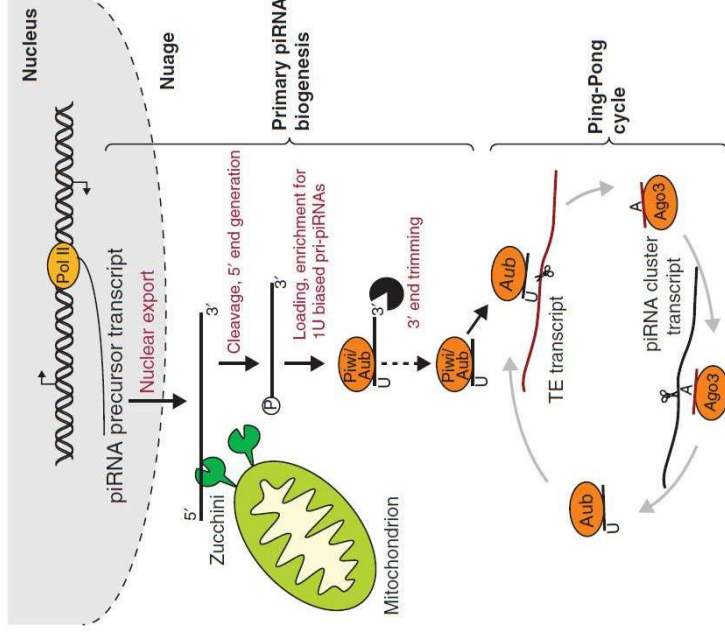 Nucleus
Pol II
piRNA precursor transcript
Nuclear export
Nuage
5′
3′
Zucchini
Mitochondrion
Cleavage, 5′ end generation
P
3′
Loading, enrichment for
1U biased pri-piRNAs
Piwi/
Aub
U
3′
3′ end trimming
Piwi/
Aub
U
Primary piRNA
biogenesis
Aub
U
TE transcript
A
Ago3
piRNA cluster
transcript
A
Ago3
Aub
U
Ping-Pong
cycle